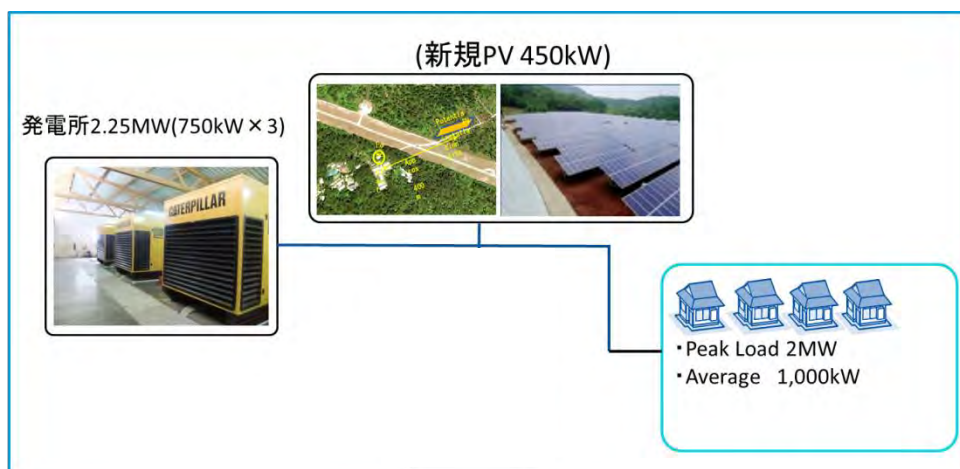 (新規PV 450kW)
発電所2.25MW(750kW×3)
CATERPILLAR
・Peak Load 2MW
・Average 1,000kW